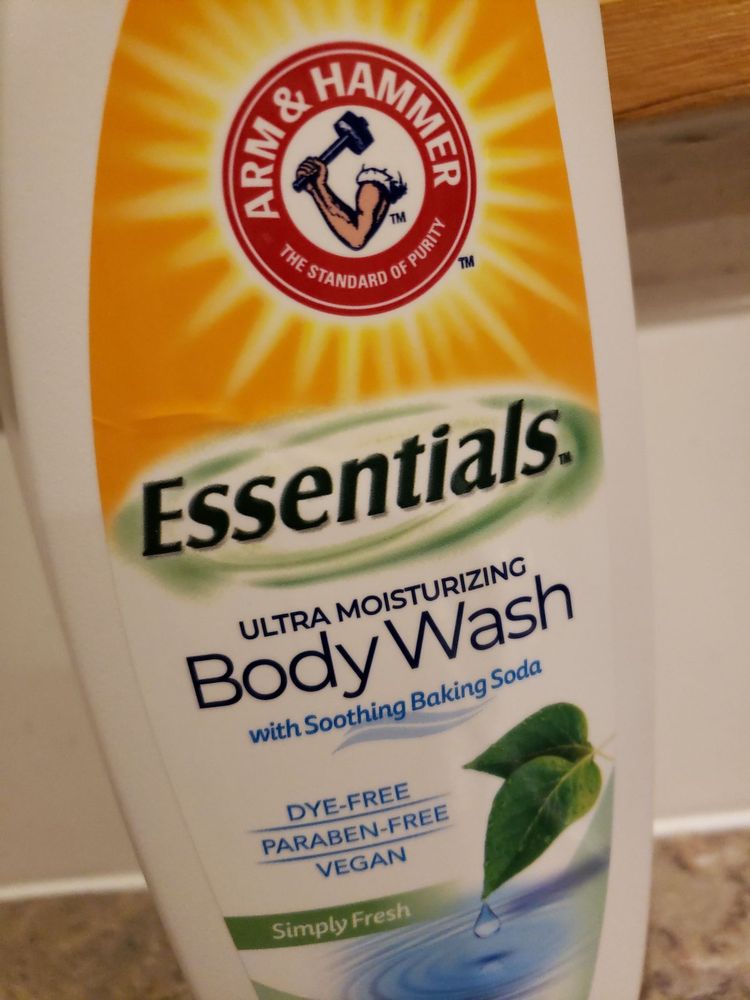 ARM & HAMMER
TM
THE STANDARD OF PURITY
TM
Essentials TM
ULTRA MOISTURIZING
Body Wash
with Soothing Baking Soda
DYE-FREE
PARABEN-FREE
VEGAN
Simply Fresh